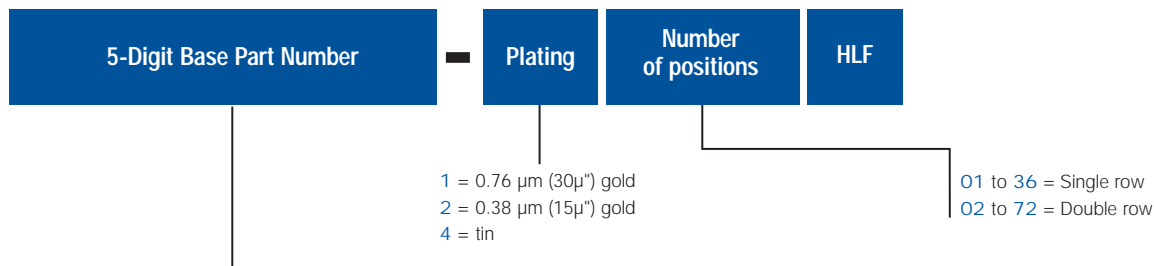 5-Digit Base Part Number
Plating
Number
of positions
HLF
1 = 0.76 µm (30µ") gold
2 = 0.38 µm (15µ") gold
4 = tin
01 to 36 = Single row
02 to 72 = Double row